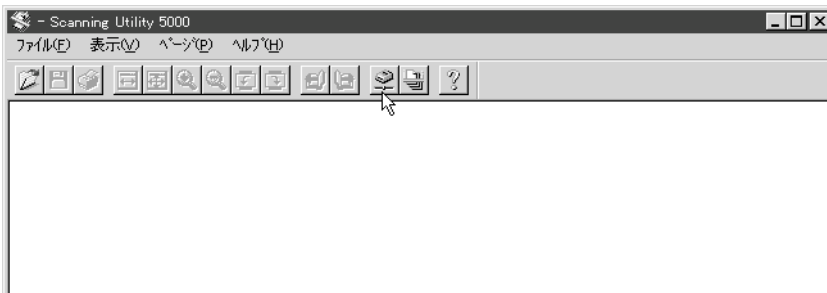 - Scanning Utility 5000
ファイル(F) 表示(V) ページ(P) ヘルプ(H)
?